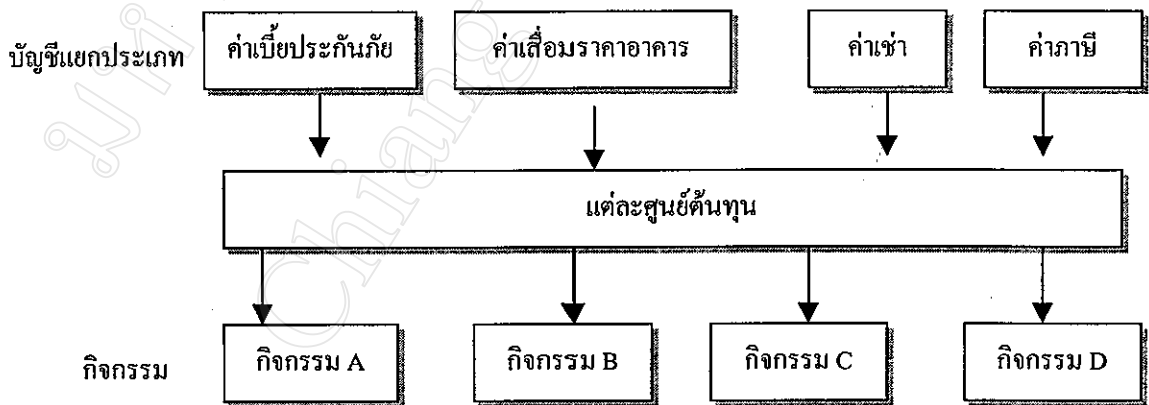 บัญชีแยกประเภท
ค่าเบี้ยประกันภัย
ค่าเสื่อมราคาอาคาร
ค่าเช่า
ค่าภาษี
แต่ละศูนย์ต้นทุน
กิจกรรม
กิจกรรม A
กิจกรรม B
กิจกรรม C
กิจกรรม D
Chiang